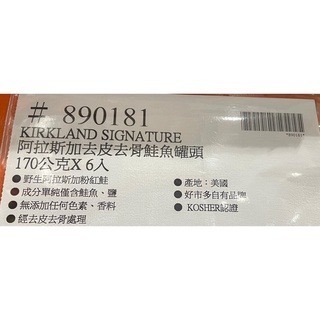 # 890181
KIRKLAND SIGNATURE
阿拉斯加去皮去骨鮭魚罐頭
170公克X 6入
●野生阿拉斯加粉紅鮭
●成分單純僅含鮭魚、鹽
●無添加任何色素、香料
●經去皮去骨處理
●產地：美國
●好市多自有品牌
●KOSHER認證